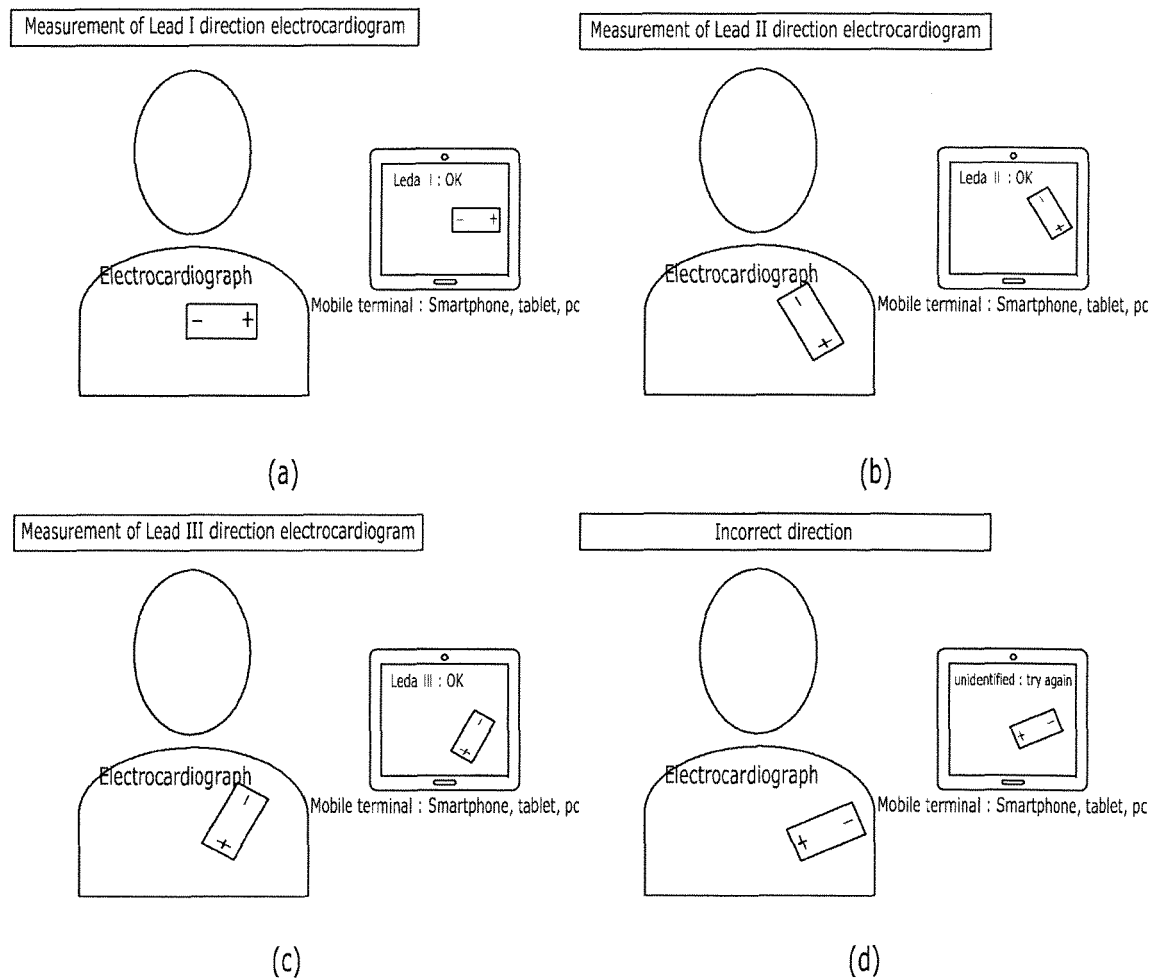 Measurement of Lead I direction electrocardiogram
Leda I : OK
- +
Electrocardiograph
Mobile terminal : Smartphone, tablet, pc
- +
(a)
Measurement of Lead II direction electrocardiogram
Leda II : OK
-
+
Electrocardiograph
Mobile terminal : Smartphone, tablet, pc
-
+
(b)
Measurement of Lead III direction electrocardiogram
Leda III : OK
-
+
Electrocardiograph
Mobile terminal : Smartphone, tablet, pc
-
+
(c)
Incorrect direction
unidentified : try again
+ -
Electrocardiograph
Mobile terminal : Smartphone, tablet, pc
+ -
(d)